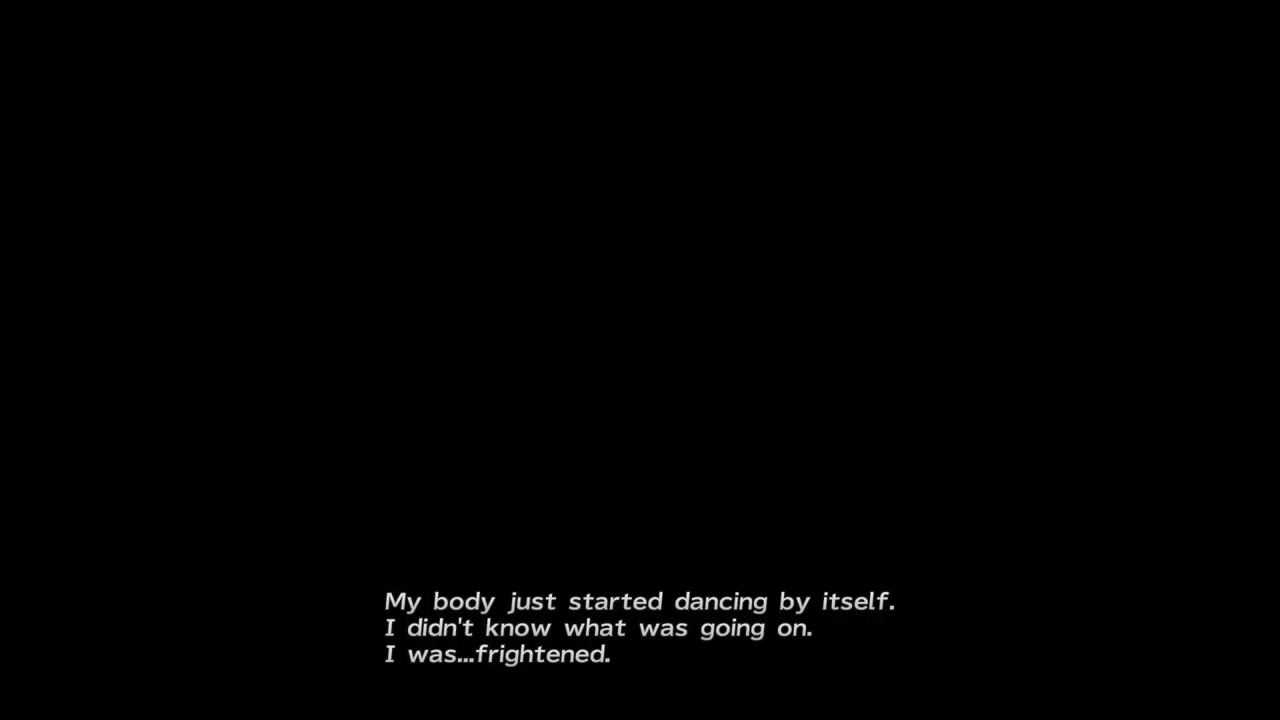 My body just started dancing by itself.
I didn't know what was going on.
I was...frightened.